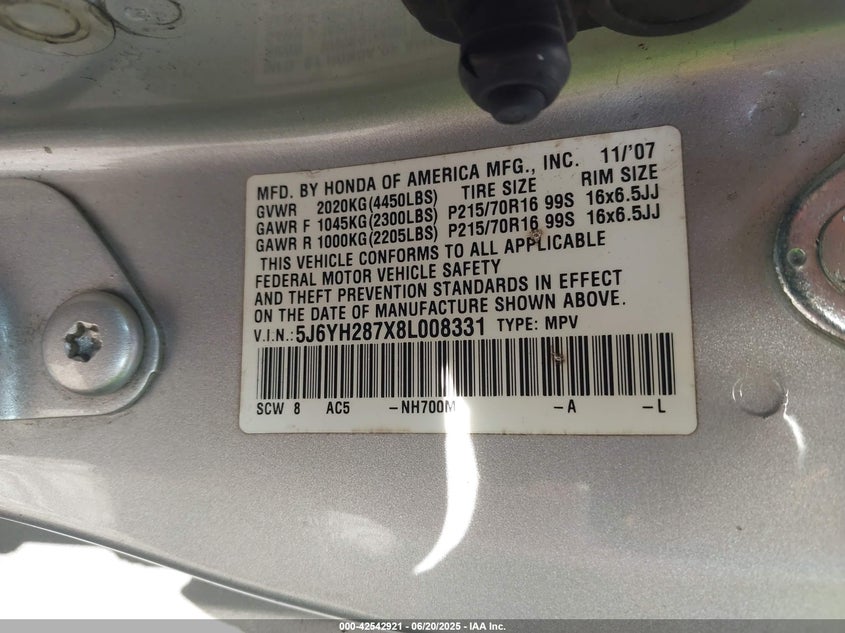 MFD. BY HONDA OF AMERICA MFG., INC. 11/'07
GVWR 2020KG(4450LBS) TIRE SIZE RIM SIZE
GAWR F 1045KG(2300LBS) P215/70R16 99S 16x6.5JJ
GAWR R 1000KG(2205LBS) P215/70R16 99S 16x6.5JJ
THIS VEHICLE CONFORMS TO ALL APPLICABLE
FEDERAL MOTOR VEHICLE SAFETY
AND THEFT PREVENTION STANDARDS IN EFFECT
ON THE DATE OF MANUFACTURE SHOWN ABOVE.
V.I.N.: 5J6YH287X8L008331 TYPE: MPV
SCW 8 AC5 -NH700M -A -L
000-42542921 - 06/20/2025 - IAA Inc.